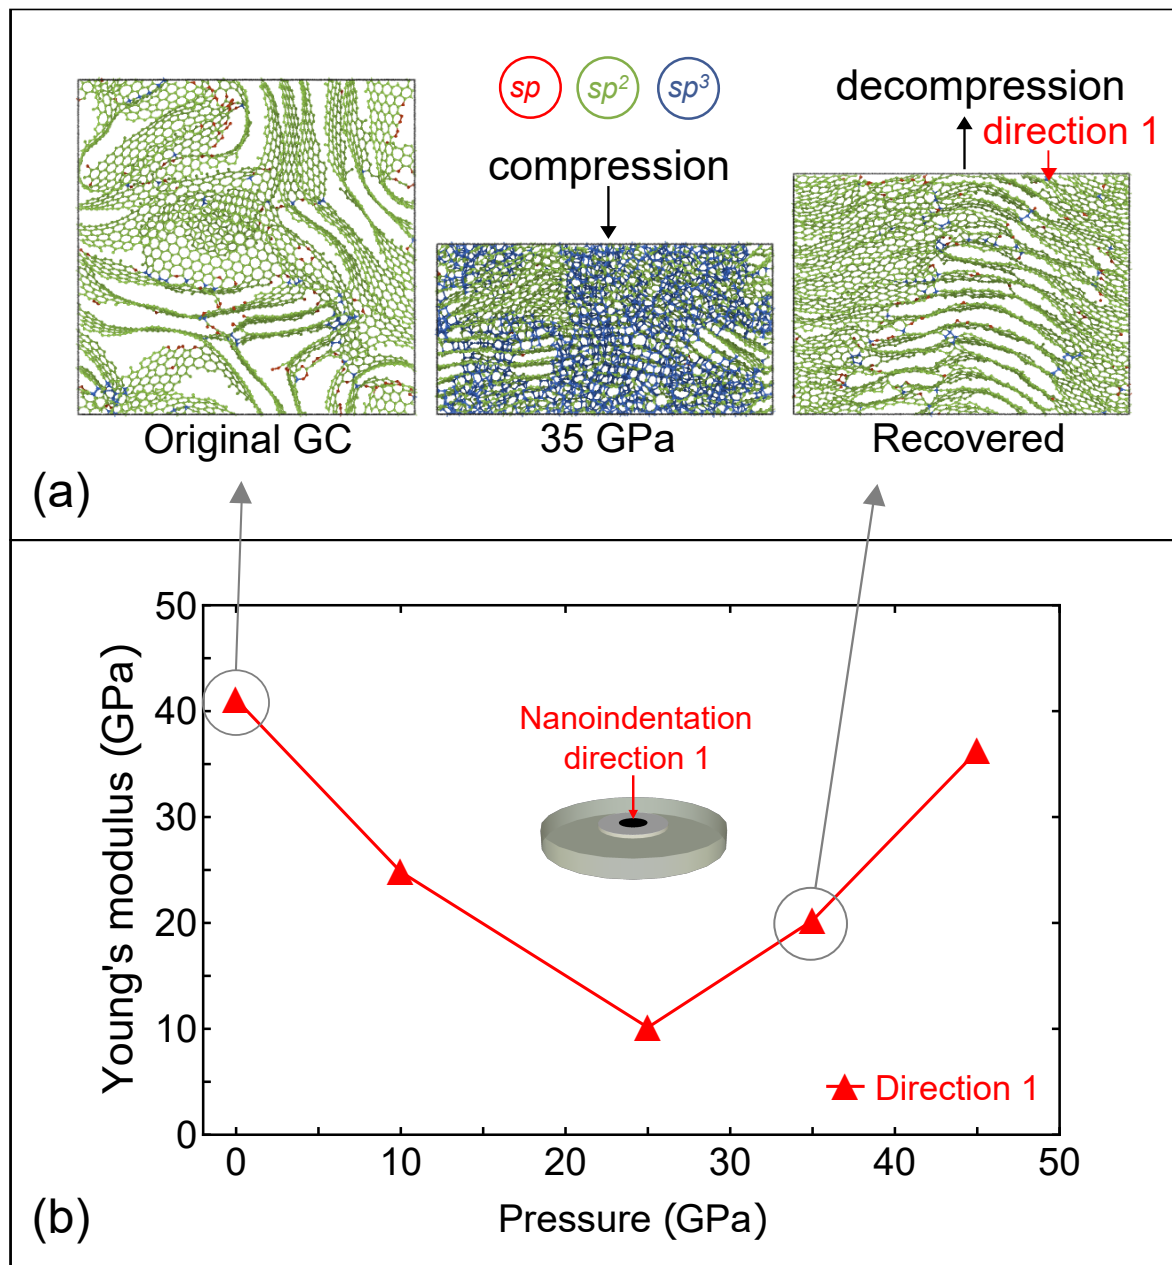 sp sp² sp³
decompression
direction 1
compression
Original GC
35 GPa
Recovered
(a)
50
40
30
20
10
0
Young's modulus (GPa)
Nanoindentation
direction 1
Direction 1
0 10 20 30 40 50
Pressure (GPa)
(b)